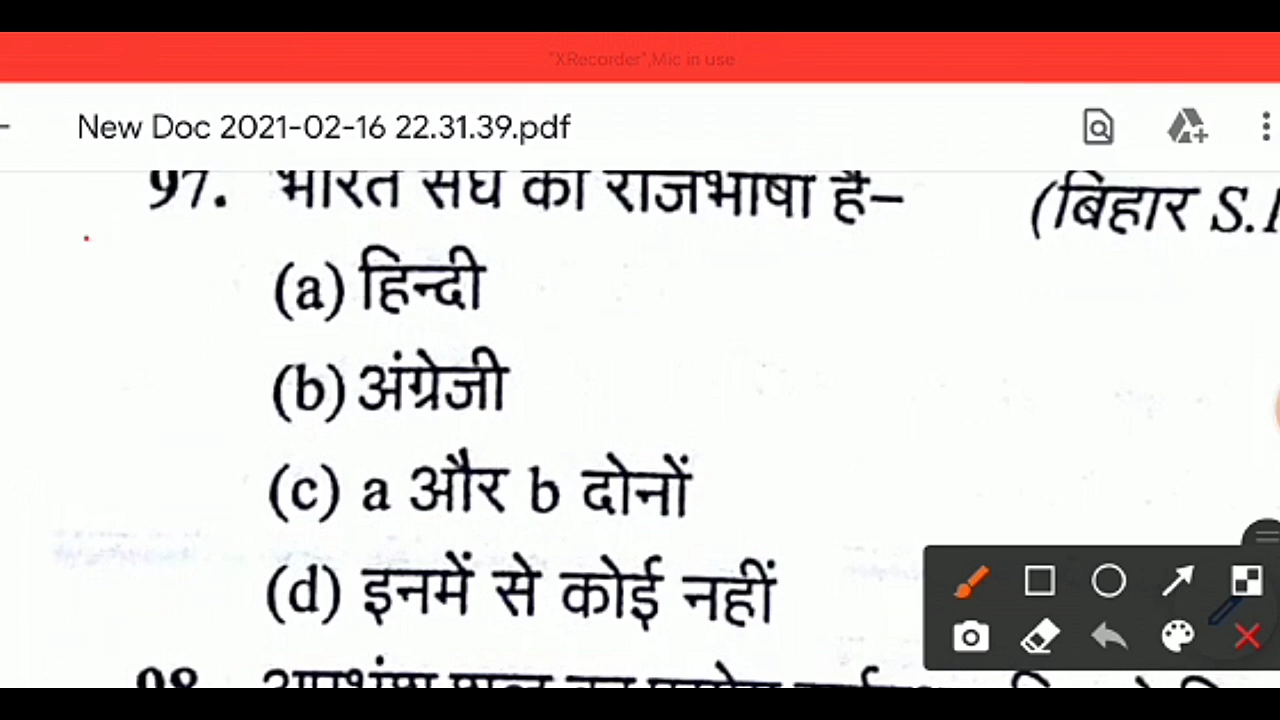 "XRecorder",Mic in use
New Doc 2021-02-16 22.31.39.pdf
97. भारत संघ की राजभाषा है– (बिहार S.I
(a) हिन्दी
(b) अंग्रेजी
(c) a और b दोनों
(d) इनमें से कोई नहीं
98.